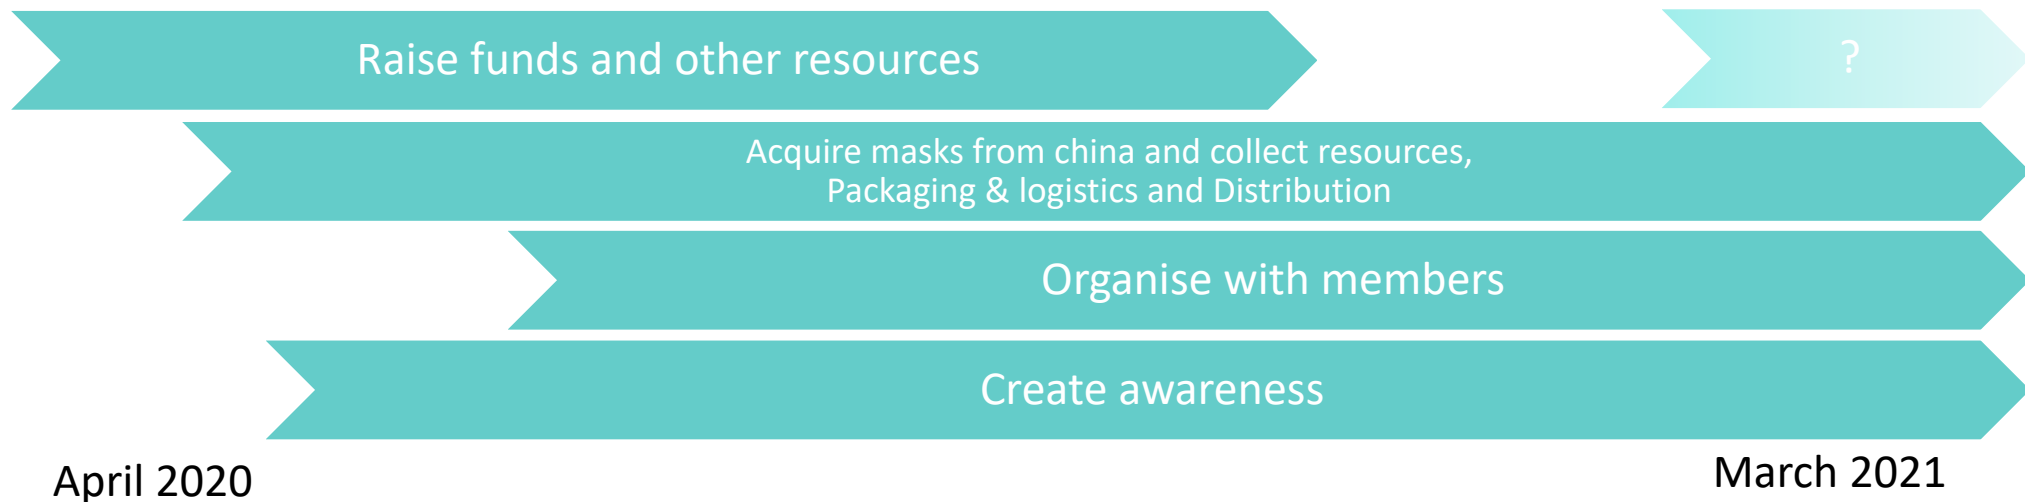 Raise funds and other resources
?
Acquire masks from china and collect resources,
Packaging & logistics and Distribution
Organise with members
Create awareness
April 2020
March 2021